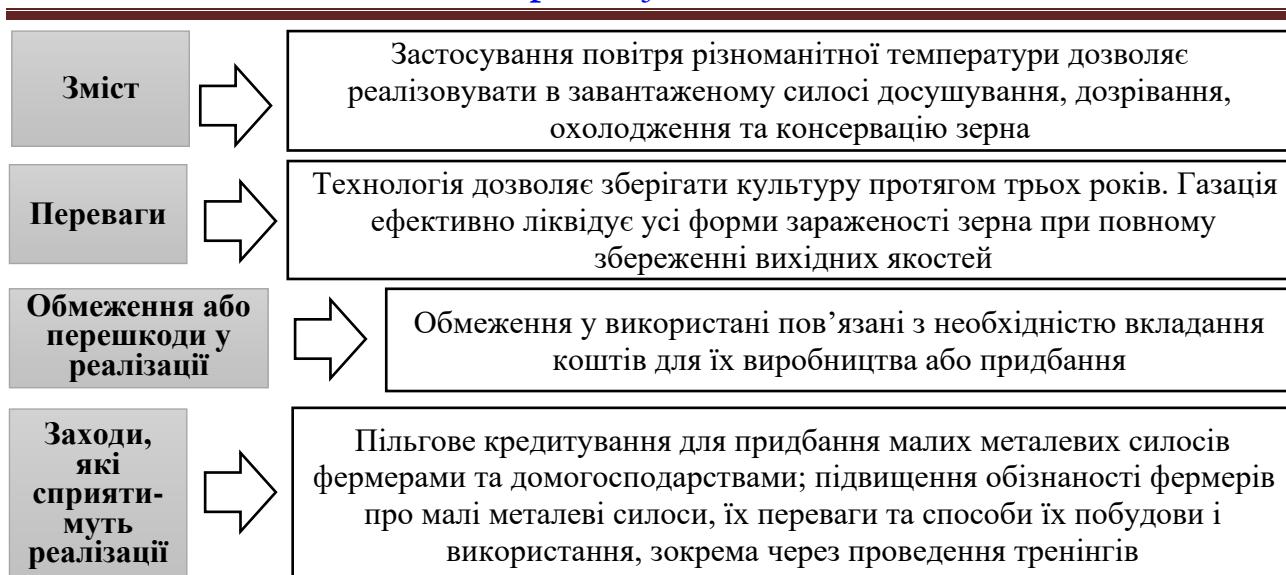 Зміст
Застосування повітря різноманітної температури дозволяє
реалізовувати в завантаженому силосі досушування, дозрівання,
охолодження та консервацію зерна
Переваги
Технологія дозволяє зберігати культуру протягом трьох років. Газація
ефективно ліквідує усі форми зараженості зерна при повному
збереженні вихідних якостей
Обмеження або
перешкоди у
реалізації
Обмеження у використані пов’язані з необхідністю вкладання
коштів для їх виробництва або придбання
Заходи,
які
сприяти-
муть
реалізації
Пільгове кредитування для придбання малих металевих силосів
фермерами та домогосподарствами; підвищення обізнаності фермерів
про малі металеві силоси, їх переваги та способи їх побудови і
використання, зокрема через проведення тренінгів